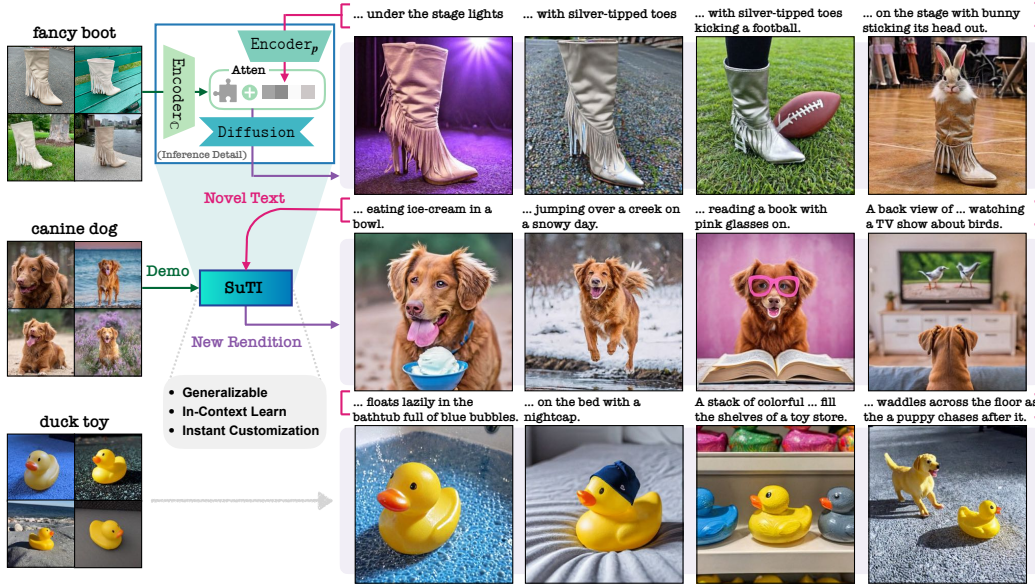 fancy boot
Encoderp
Encoderℂ
Atten
Diffusion
(Inference Detail)
... under the stage lights
... with silver-tipped toes
... with silver-tipped toes
kicking a football.
... on the stage with bunny
sticking its head out.
Novel Text
canine dog
Demo
SuTI
New Rendition
... eating ice-cream in a
bowl.
... jumping over a creek on
a snowy day.
... reading a book with
pink glasses on.
A back view of ... watching
a TV show about birds.
• Generalizable
• In-Context Learn
• Instant Customization
duck toy
... floats lazily in the
bathtub full of blue bubbles.
... on the bed with a
nightcap.
A stack of colorful ... fill
the shelves of a toy store.
... waddles across the floor as
the a puppy chases after it.